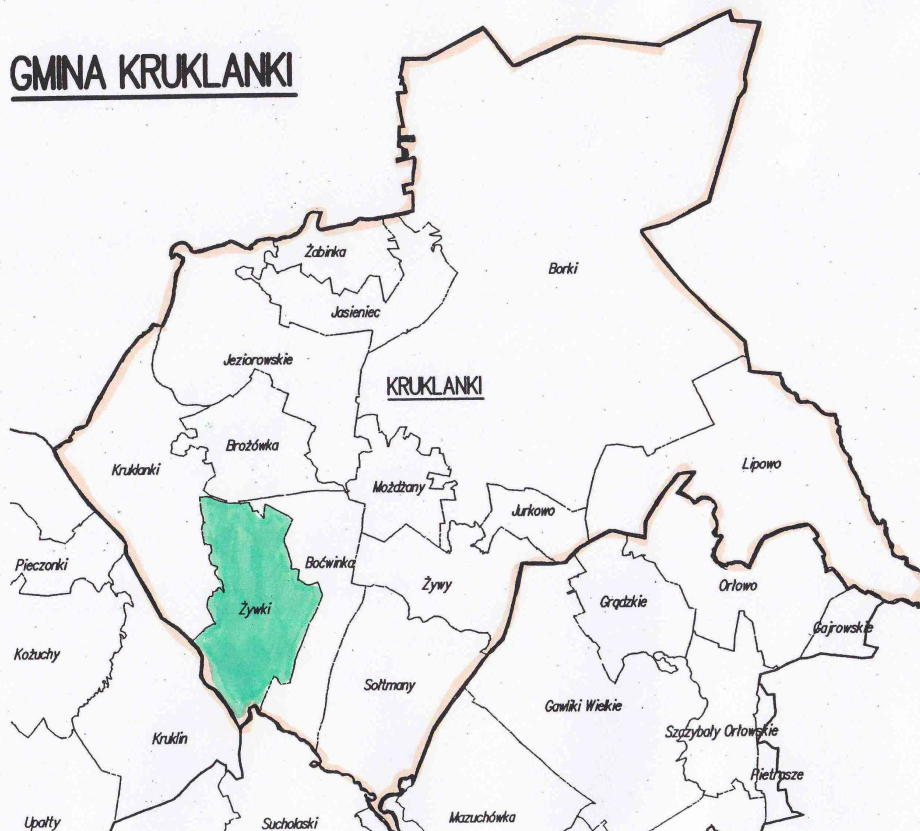 GMINA KRUKLANKI
Żabinka
Borki
Jasieniec
Jeziorowskie
KRUKLANKI
Brożówka
Kruklanki
Lipowo
Możdżany
Jurkowo
Pieczonki
Boćwinka
Żywy
Orłowo
Grądzkie
Żywki
Gajrowskie
Kożuchy
Sołtmany
Gawliki Wielkie
Kruklin
Szczybały Orłowskie
Pietrasze
Upałty
Sucholaski
Mazuchówka